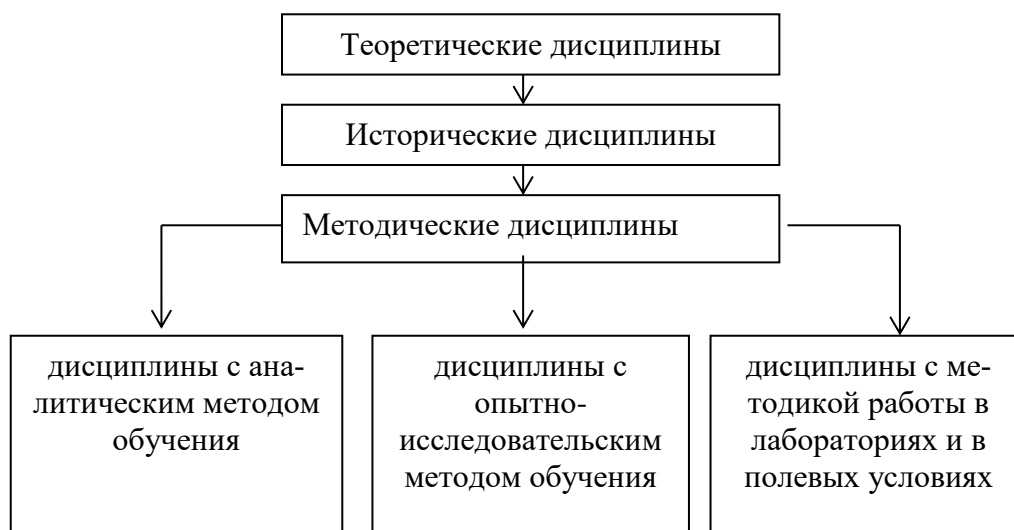 Теоретические дисциплины
Исторические дисциплины
Методические дисциплины
дисциплины с ана-
литическим методом
обучения
дисциплины с
опытно-
исследовательским
методом обучения
дисциплины с ме-
тодикой работы в
лабораториях и в
полевых условиях